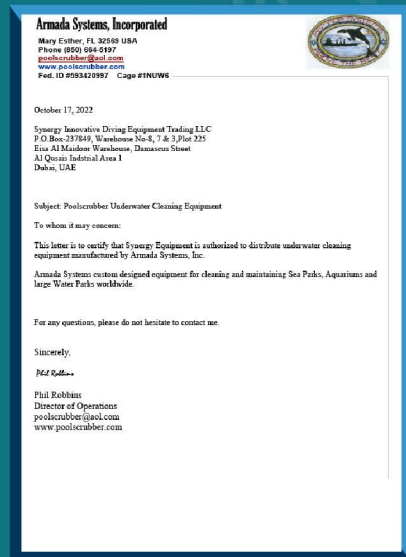 Armada Systems, Incorporated
Mary Esther, FL 32569 USA
Phone (850) 664-5197
poolscrubber@aol.com
www.poolscrubber.com
Fed. ID #593420997 Cage #1NUW6
October 17, 2022
Synergy Innovative Diving Equipment Trading LLC
P.O.Box-237849, Warehouse No-8, 7 & 3,Plot 225
Eisa Al Maidoor Warehouse, Damascus Street
Al Qusais Indstrial Area 1
Dubai, UAE
Subject: Poolscrubber Underwater Cleaning Equipment
To whom it may concern:
This letter is to certify that Synergy Equipment is authorized to distribute underwater cleaning
equipment manufactured by Armada Systems, Inc.
Armada Systems custom designed equipment for cleaning and maintaining Sea Parks, Aquariums and
large Water Parks worldwide.
For any questions, please do not hesitate to contact me.
Sincerely,
Phil Robbins
Phil Robbins
Director of Operations
poolscrubber@aol.com
www.poolscrubber.com